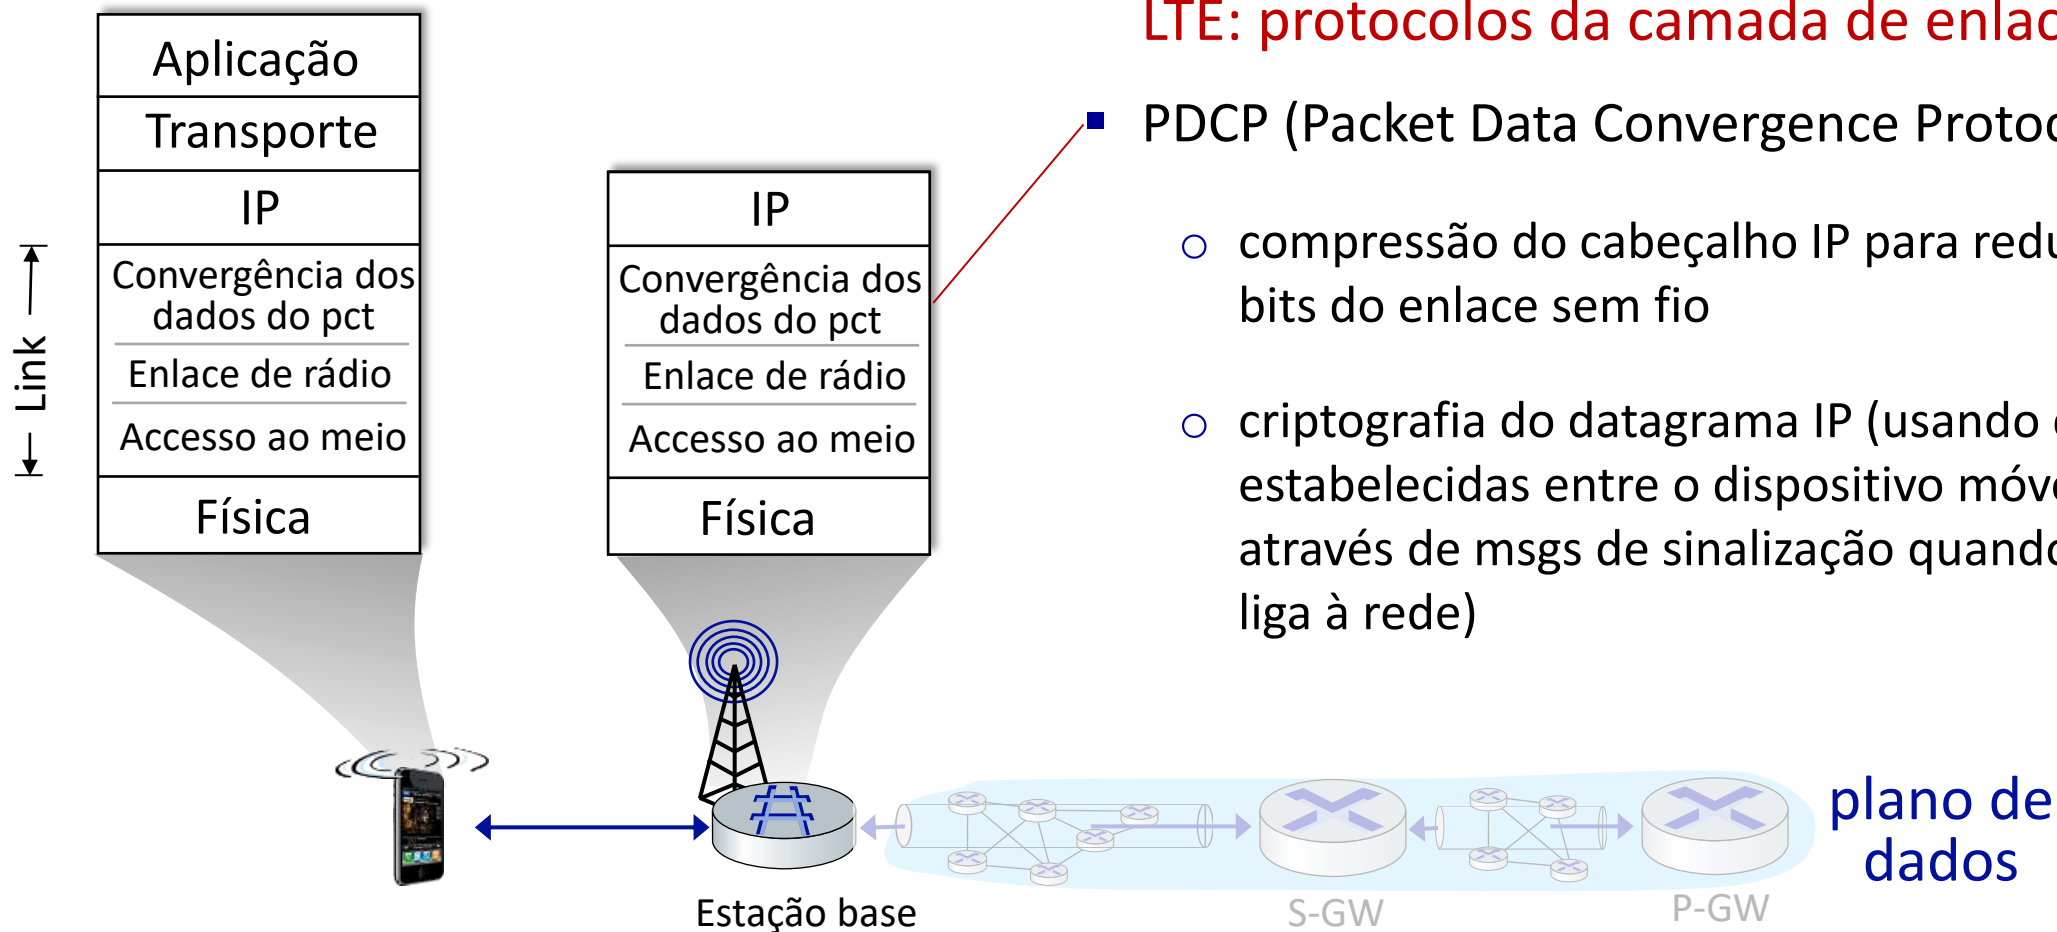 Aplicação
Transporte
IP
Convergência dos
dados do pct
Enlace de rádio
Accesso ao meio
Física
Link
IP
Convergência dos
dados do pct
Enlace de rádio
Accesso ao meio
Física
LTE: protocolos da camada de enlac
PDCP (Packet Data Convergence Protoc
compressão do cabeçalho IP para redu
bits do enlace sem fio
criptografia do datagrama IP (usando
estabelecidas entre o dispositivo móve
através de msgs de sinalização quando
liga à rede)
Estação base
S-GW
P-GW
plano de
dados